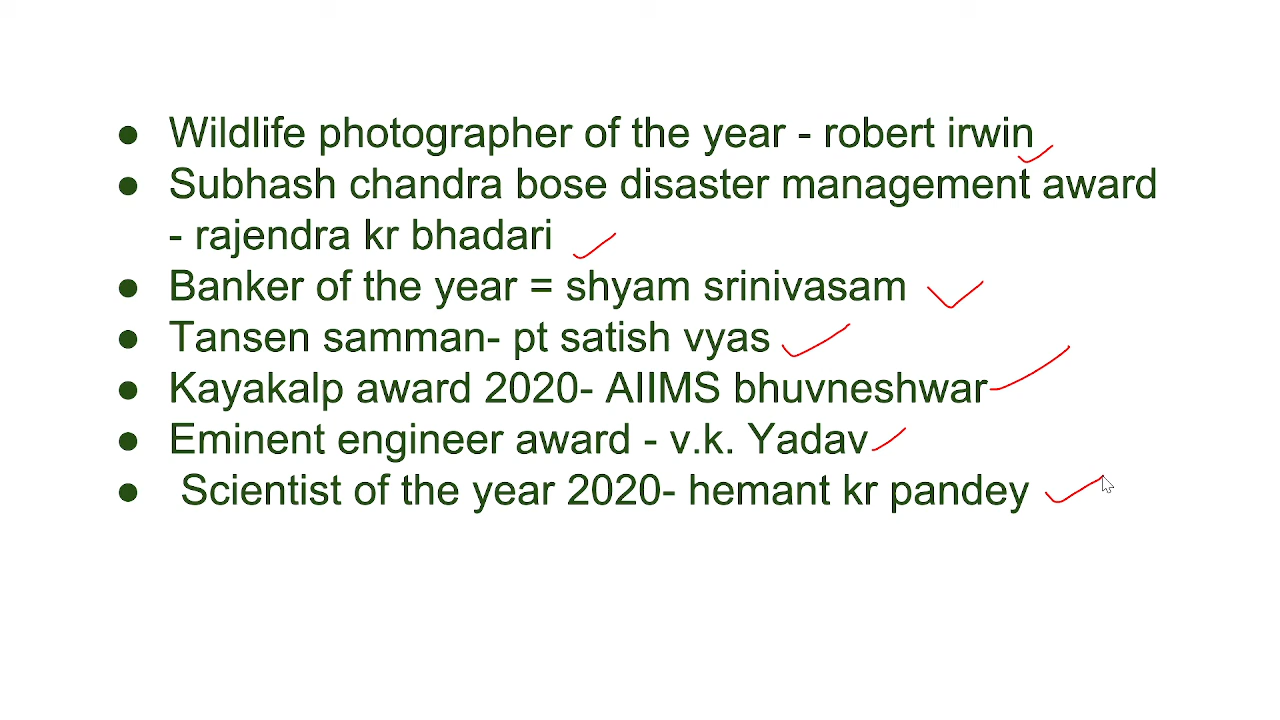 ● Wildlife photographer of the year - robert irwin
● Subhash chandra bose disaster management award
- rajendra kr bhadari
● Banker of the year = shyam srinivasam
● Tansen samman- pt satish vyas
● Kayakalp award 2020- AIIMS bhuvneshwar
● Eminent engineer award - v.k. Yadav
● Scientist of the year 2020- hemant kr pandey